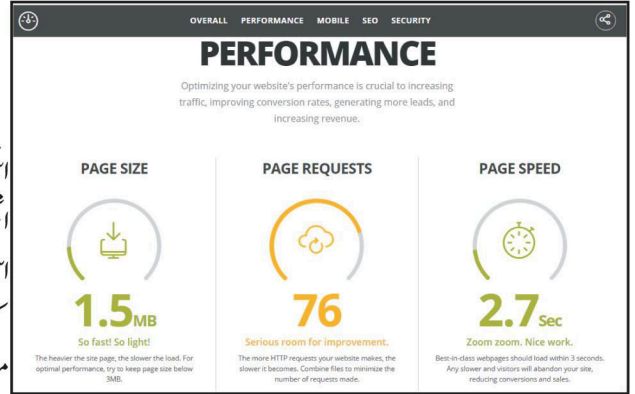 OVERALL PERFORMANCE MOBILE SEO SECURITY
PERFORMANCE
Optimizing your website's performance is crucial to increasing
traffic, improving conversion rates, generating more leads, and
increasing revenue.
PAGE SIZE
1.5MB
So fast! So light!
The heavier the site page, the slower the load. For
optimal performance, try to keep page size below
3MB.
PAGE REQUESTS
76
Serious room for improvement.
The more HTTP requests your website makes, the
slower it becomes. Combine files to minimize the
number of requests made.
PAGE SPEED
2.7Sec
Zoom zoom. Nice work.
Best-in-class webpages should load within 3 seconds.
Any slower and visitors will abandon your site,
reducing conversions and sales.